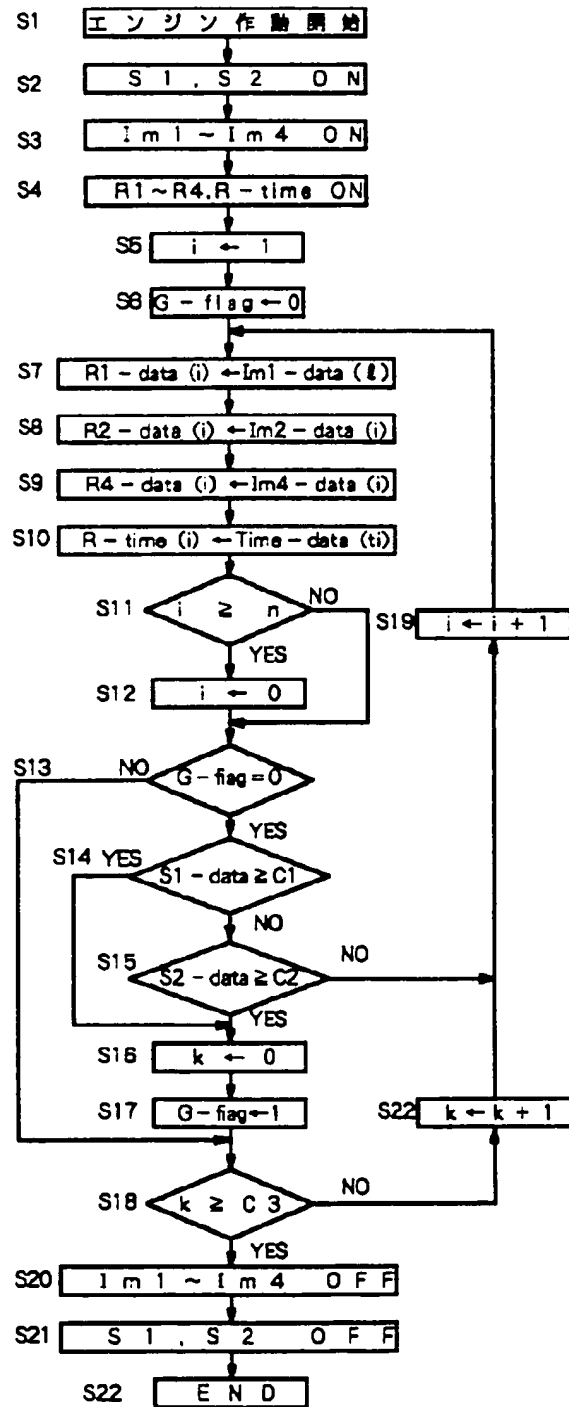 S1 エンジン作動開始
S2 S1.S2 ON
S3 Im1~Im4 ON
S4 R1~R4.R-time ON
S5 i ← 1
S6 G-flag←0
S7 R1-data (i) ←Im1-data (ℓ)
S8 R2-data (i) ←Im2-data (i)
S9 R4-data (i) ←Im4-data (i)
S10 R-time (i) ←Time-data (ti)
S11 i ≧ n NO
S19 i ← i + 1
YES
S12 i ← 0
S13 NO G-flag=0
YES
S14 YES S1-data≧C1
NO
S15 S2-data≧C2 NO
YES
S16 k ← 0
S17 G-flag←1
S22 k ← k + 1
S18 k ≧ C3 NO
YES
S20 Im1~Im4 OFF
S21 S1.S2 OFF
S22 END